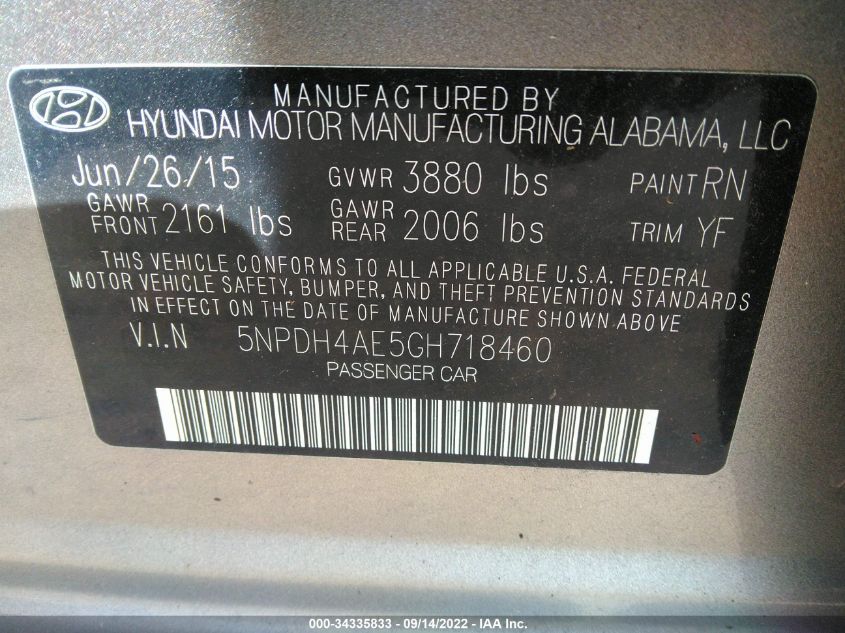 MANUFACTURED BY
HYUNDAI MOTOR MANUFACTURING ALABAMA, LLC
Jun/26/15 GVWR 3880 lbs PAINT RN
GAWR FRONT 2161 lbs GAWR REAR 2006 lbs TRIM YF
THIS VEHICLE CONFORMS TO ALL APPLICABLE U.S.A. FEDERAL
MOTOR VEHICLE SAFETY, BUMPER, AND THEFT PREVENTION STANDARDS
IN EFFECT ON THE DATE OF MANUFACTURE SHOWN ABOVE.
V.I.N 5NPDH4AE5GH718460
PASSENGER CAR
000-34335833 - 09/14/2022 - IAA Inc.